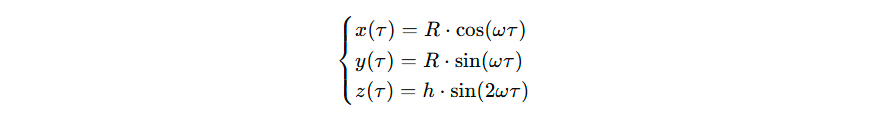 x(τ) = R · cos(ωτ)
y(τ) = R · sin(ωτ)
z(τ) = h · sin(2ωτ)